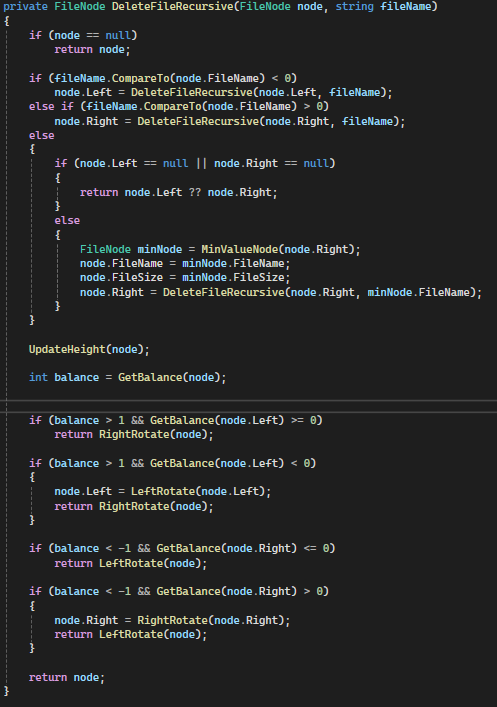 private FileNode DeleteFileRecursive(FileNode node, string fileName)
{
    if (node == null)
        return node;

    if (fileName.CompareTo(node.FileName) < 0)
        node.Left = DeleteFileRecursive(node.Left, fileName);
    else if (fileName.CompareTo(node.FileName) > 0)
        node.Right = DeleteFileRecursive(node.Right, fileName);
    else
    {
        if (node.Left == null || node.Right == null)
        {
            return node.Left ?? node.Right;
        }
        else
        {
            FileNode minNode = MinValueNode(node.Right);
            node.FileName = minNode.FileName;
            node.FileSize = minNode.FileSize;
            node.Right = DeleteFileRecursive(node.Right, minNode.FileName);
        }
    }

    UpdateHeight(node);

    int balance = GetBalance(node);

    if (balance > 1 && GetBalance(node.Left) >= 0)
        return RightRotate(node);

    if (balance > 1 && GetBalance(node.Left) < 0)
    {
        node.Left = LeftRotate(node.Left);
        return RightRotate(node);
    }

    if (balance < -1 && GetBalance(node.Right) <= 0)
        return LeftRotate(node);

    if (balance < -1 && GetBalance(node.Right) > 0)
    {
        node.Right = RightRotate(node.Right);
        return LeftRotate(node);
    }

    return node;
}